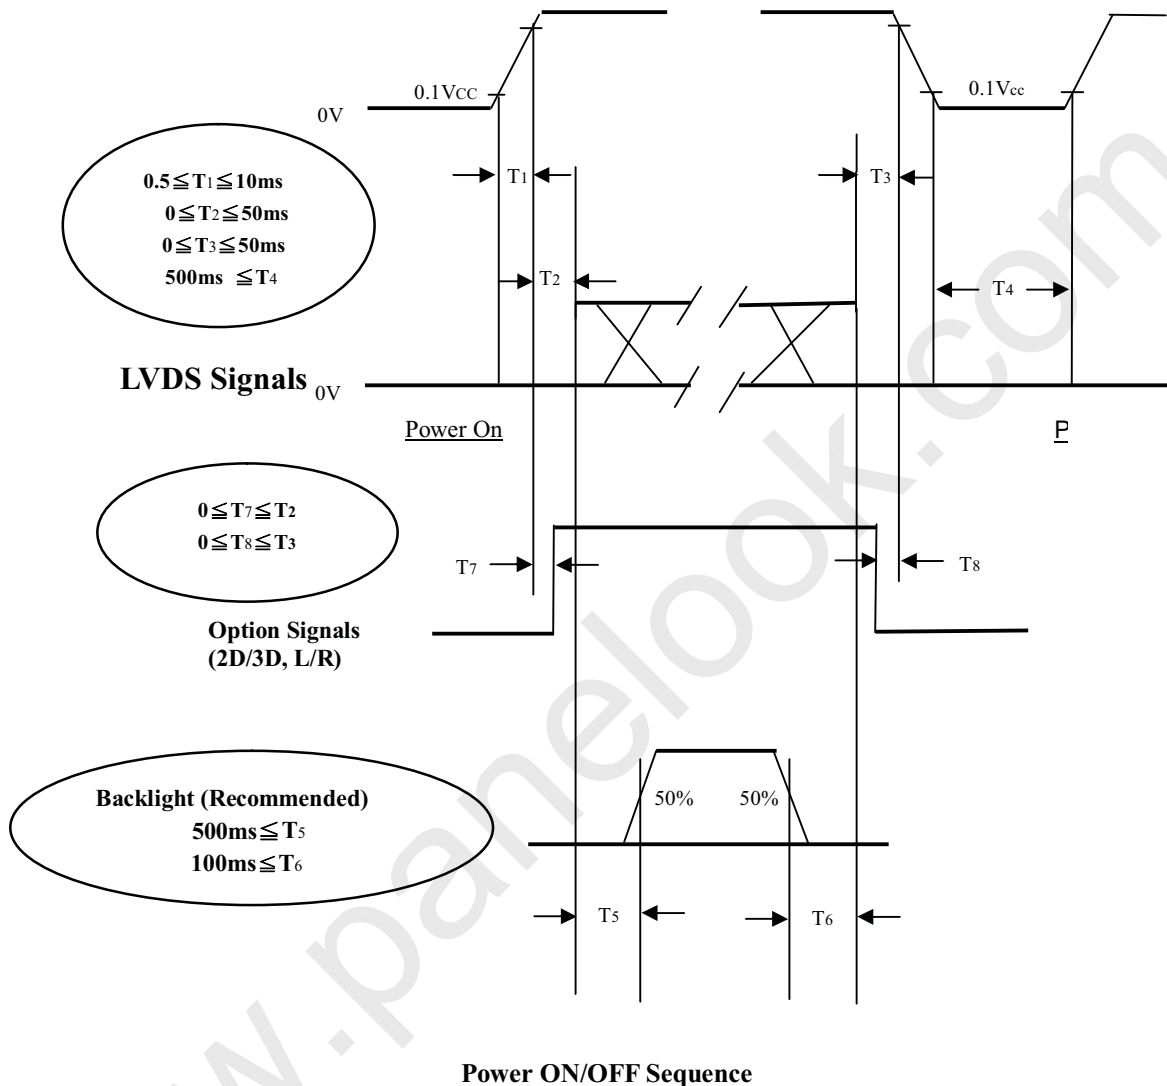 0.1VCC
0.1Vcc
0V
0.5≦T1≦10ms
0≦T2≦50ms
0≦T3≦50ms
500ms ≦T4
T1
T3
T2
T4
LVDS Signals
0V
Power On
P
0≦T7≦T2
0≦T8≦T3
T7
T8
Option Signals
(2D/3D, L/R)
Backlight (Recommended)
500ms≦T5
100ms≦T6
50%
50%
T5
T6
Power ON/OFF Sequence
w.panelook.com